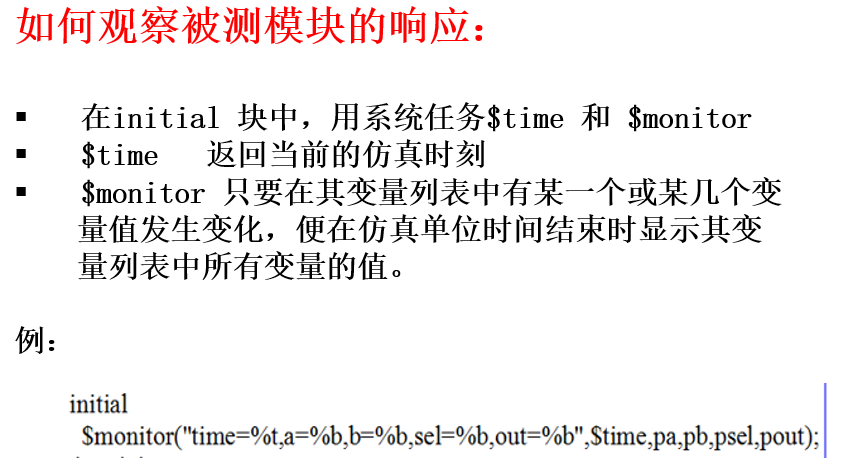 如何观察被测模块的响应：
▪ 在initial 块中，用系统任务$time 和 $monitor
▪ $time 返回当前的仿真时刻
▪ $monitor 只要在其变量列表中有某一个或某几个变
量值发生变化，便在仿真单位时间结束时显示其变
量列表中所有变量的值。
例：
initial
$monitor("time=%t,a=%b,b=%b,sel=%b,out=%b",$time,pa,pb,psel,pout);